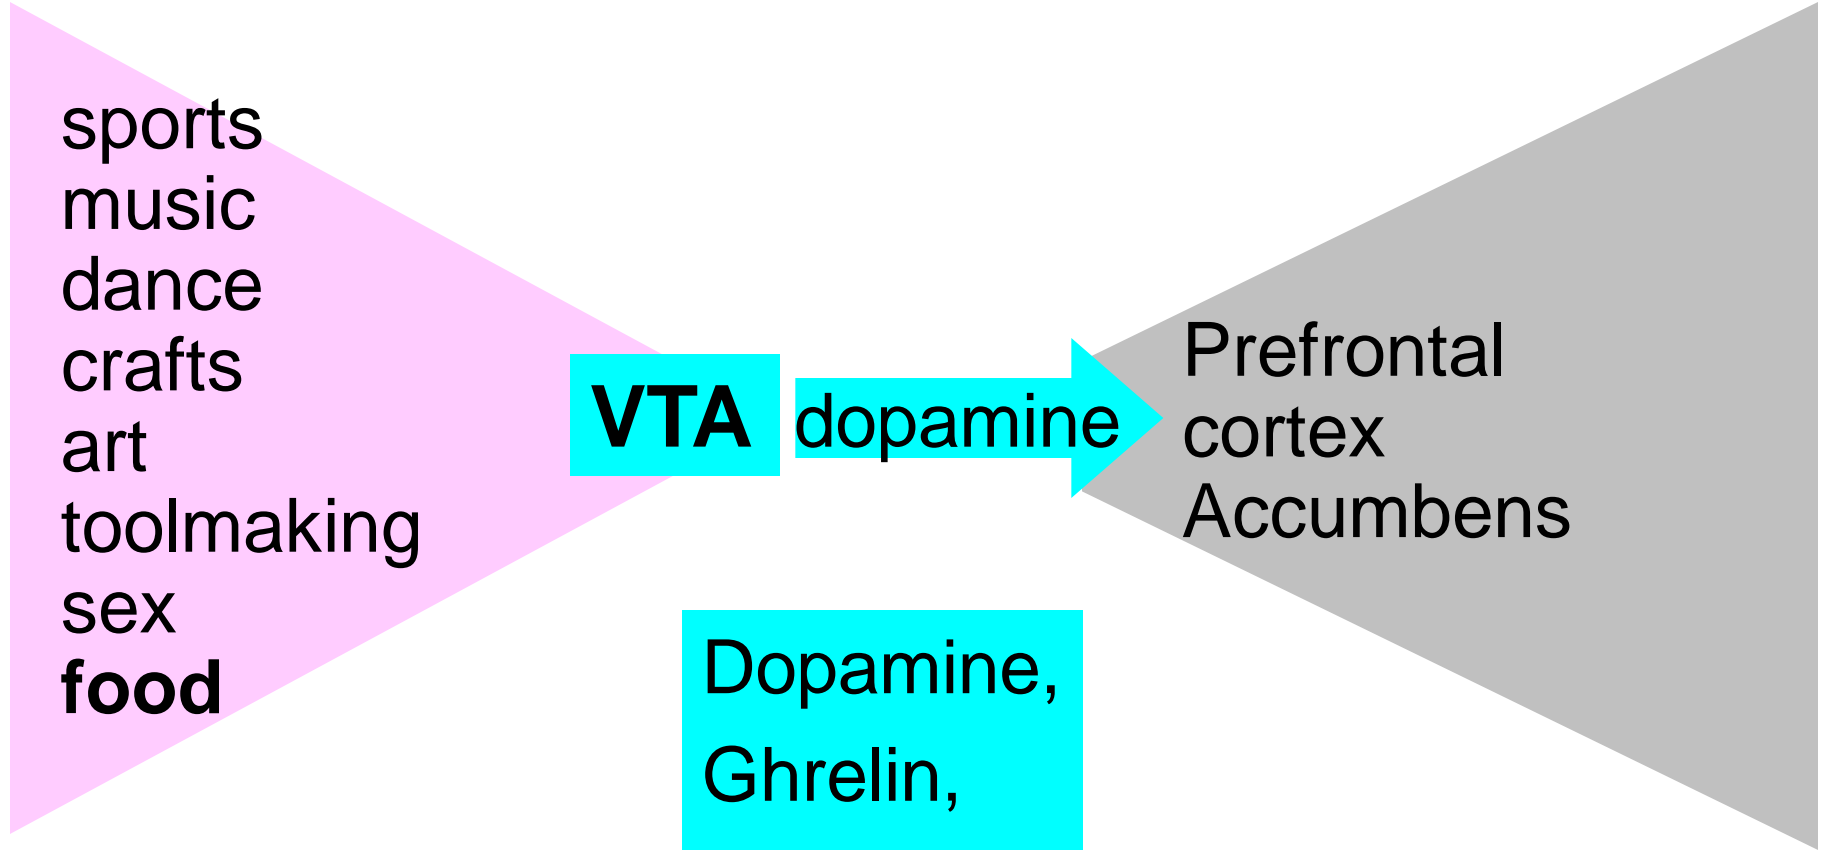 sports
music
dance
crafts
art
toolmaking
sex
food
VTA
dopamine
Prefrontal
cortex
Accumbens
Dopamine,
Ghrelin,